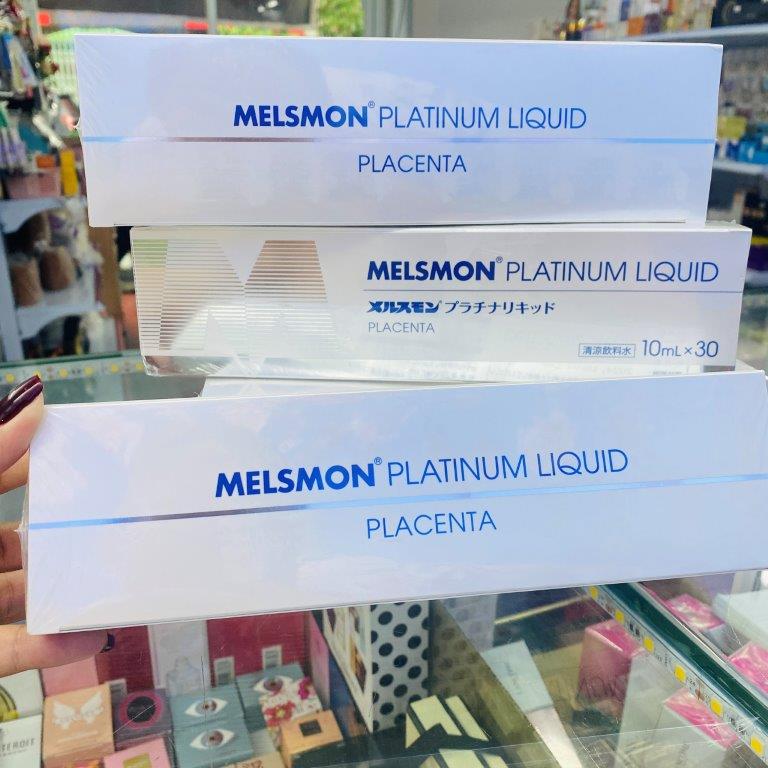 MELSMON® PLATINUM LIQUID
PLACENTA
MELSMON® PLATINUM LIQUID
メルスモン® プラチナリキッド
PLACENTA
清涼飲料水 10mL×30
MELSMON® PLATINUM LIQUID
PLACENTA